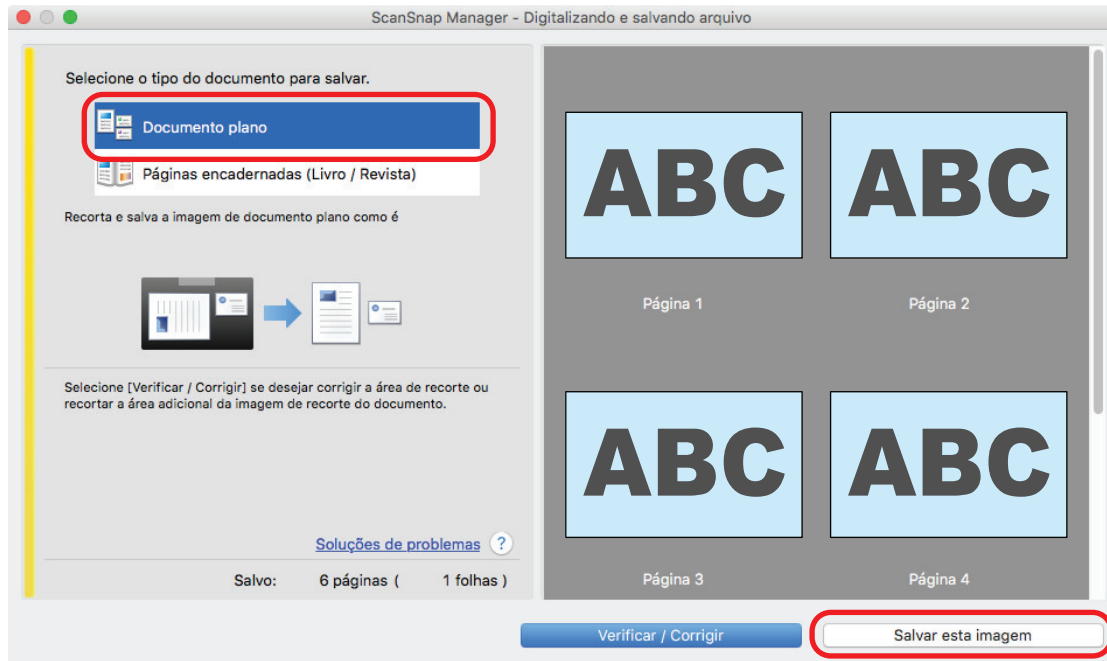 ScanSnap Manager - Digitalizando e salvando arquivo
Selecione o tipo do documento para salvar.
Documento plano
Páginas encadernadas (Livro / Revista)
Recorta e salva a imagem de documento plano como é
Selecione [Verificar / Corrigir] se desejar corrigir a área de recorte ou
recortar a área adicional da imagem de recorte do documento.
Soluções de problemas ?
Salvo: 6 páginas ( 1 folhas )
ABC ABC
Página 1 Página 2
ABC ABC
Página 3 Página 4
Verificar / Corrigir Salvar esta imagem